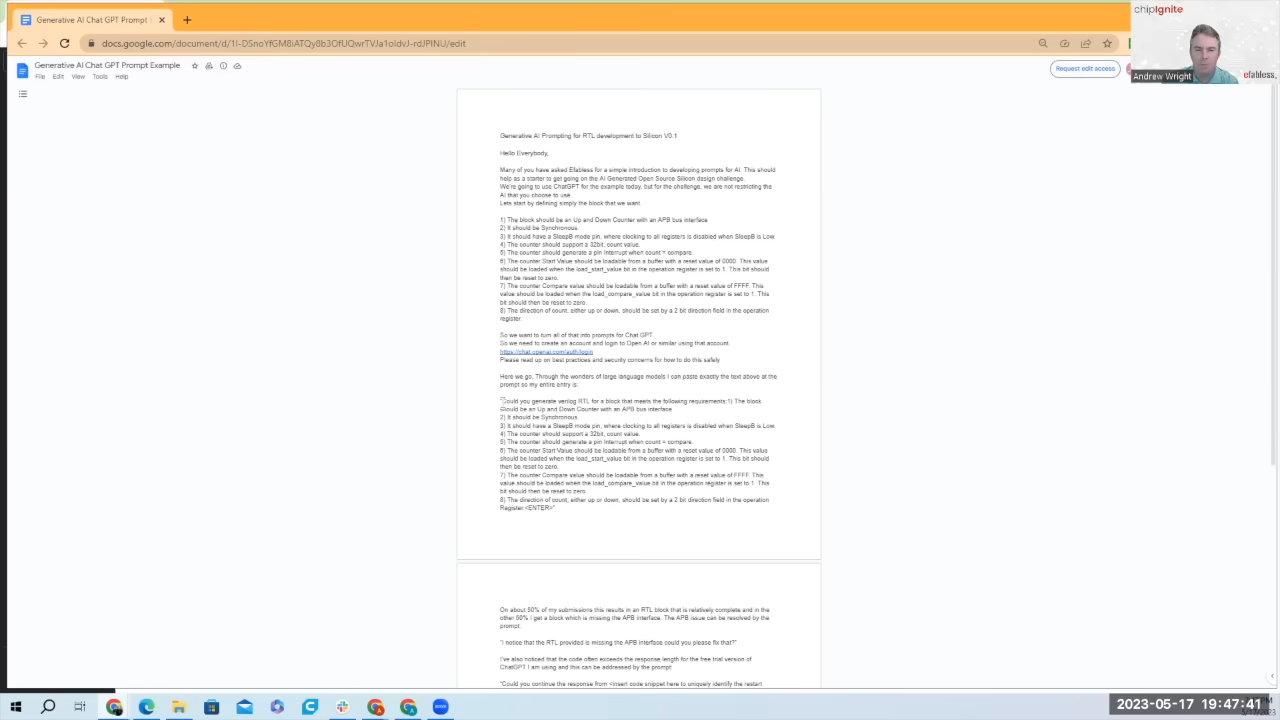 Generative AI Chat GPT Prompt
chipIgnite
docs.google.com/document/d/1I-DSnoYfGM8iATQy8b3OfUQwrTVJa1oIdvJ-rdJPINU/edit
Generative AI Chat GPT Prompt Example
File Edit View Tools Help
Request edit access
Andrew Wright
efabless,
Generative AI Prompting for RTL development to Silicon V0.1
Hello Everybody,
Many of you have asked Efabless for a simple introduction to developing prompts for AI. This should
help as a starter to get going on the AI Generated Open Source Silicon design challenge.
We're going to use ChatGPT for the example today, but for the challenge, we are not restricting the
AI that you choose to use.
Lets start by defining simply the block that we want.
1) The block should be an Up and Down Counter with an APB bus interface
2) It should be Synchronous.
3) It should have a SleepB mode pin, where clocking to all registers is disabled when SleepB is Low.
4) The counter should support a 32bit, count value.
5) The counter should generate a pin Interrupt when count = compare.
6) The counter Start Value should be loadable from a buffer with a reset value of 0000. This value
should be loaded when the load_start_value bit in the operation register is set to 1. This bit should
then be reset to zero.
7) The counter Compare value should be loadable from a buffer with a reset value of FFFF. This
value should be loaded when the load_compare_value bit in the operation register is set to 1. This
bit should then be reset to zero.
8) The direction of count, either up or down, should be set by a 2 bit direction field in the operation
register.
So we want to turn all of that into prompts for Chat GPT
So we need to create an account and login to Open AI or similar using that account.
https://chat.openai.com/auth/login
Please read up on best practices and security concerns for how to do this safely
Here we go, Through the wonders of large language models I can paste exactly the text above at the
prompt so my entire entry is:
"Could you generate verilog RTL for a block that meets the following requirements:1) The block
should be an Up and Down Counter with an APB bus interface
2) It should be Synchronous.
3) It should have a SleepB mode pin, where clocking to all registers is disabled when SleepB is Low.
4) The counter should support a 32bit, count value.
5) The counter should generate a pin Interrupt when count = compare.
6) The counter Start Value should be loadable from a buffer with a reset value of 0000. This value
should be loaded when the load_start_value bit in the operation register is set to 1. This bit should
then be reset to zero.
7) The counter Compare value should be loadable from a buffer with a reset value of FFFF. This
value should be loaded when the load_compare_value bit in the operation register is set to 1. This
bit should then be reset to zero.
8) The direction of count, either up or down, should be set by a 2 bit direction field in the operation
Register.<ENTER>"
On about 50% of my submissions this results in an RTL block that is relatively complete and in the
other 50% I get a block which is missing the APB interface. The APB issue can be resolved by the
prompt:
"I notice that the RTL provided is missing the APB interface could you please fix that?"
I've also noticed that the code often exceeds the response length for the free trial version of
ChatGPT I am using and this can be addressed by the prompt:
"Could you continue the response from <insert code snippet here to uniquely identify the restart
2023-05-17 19:47:41